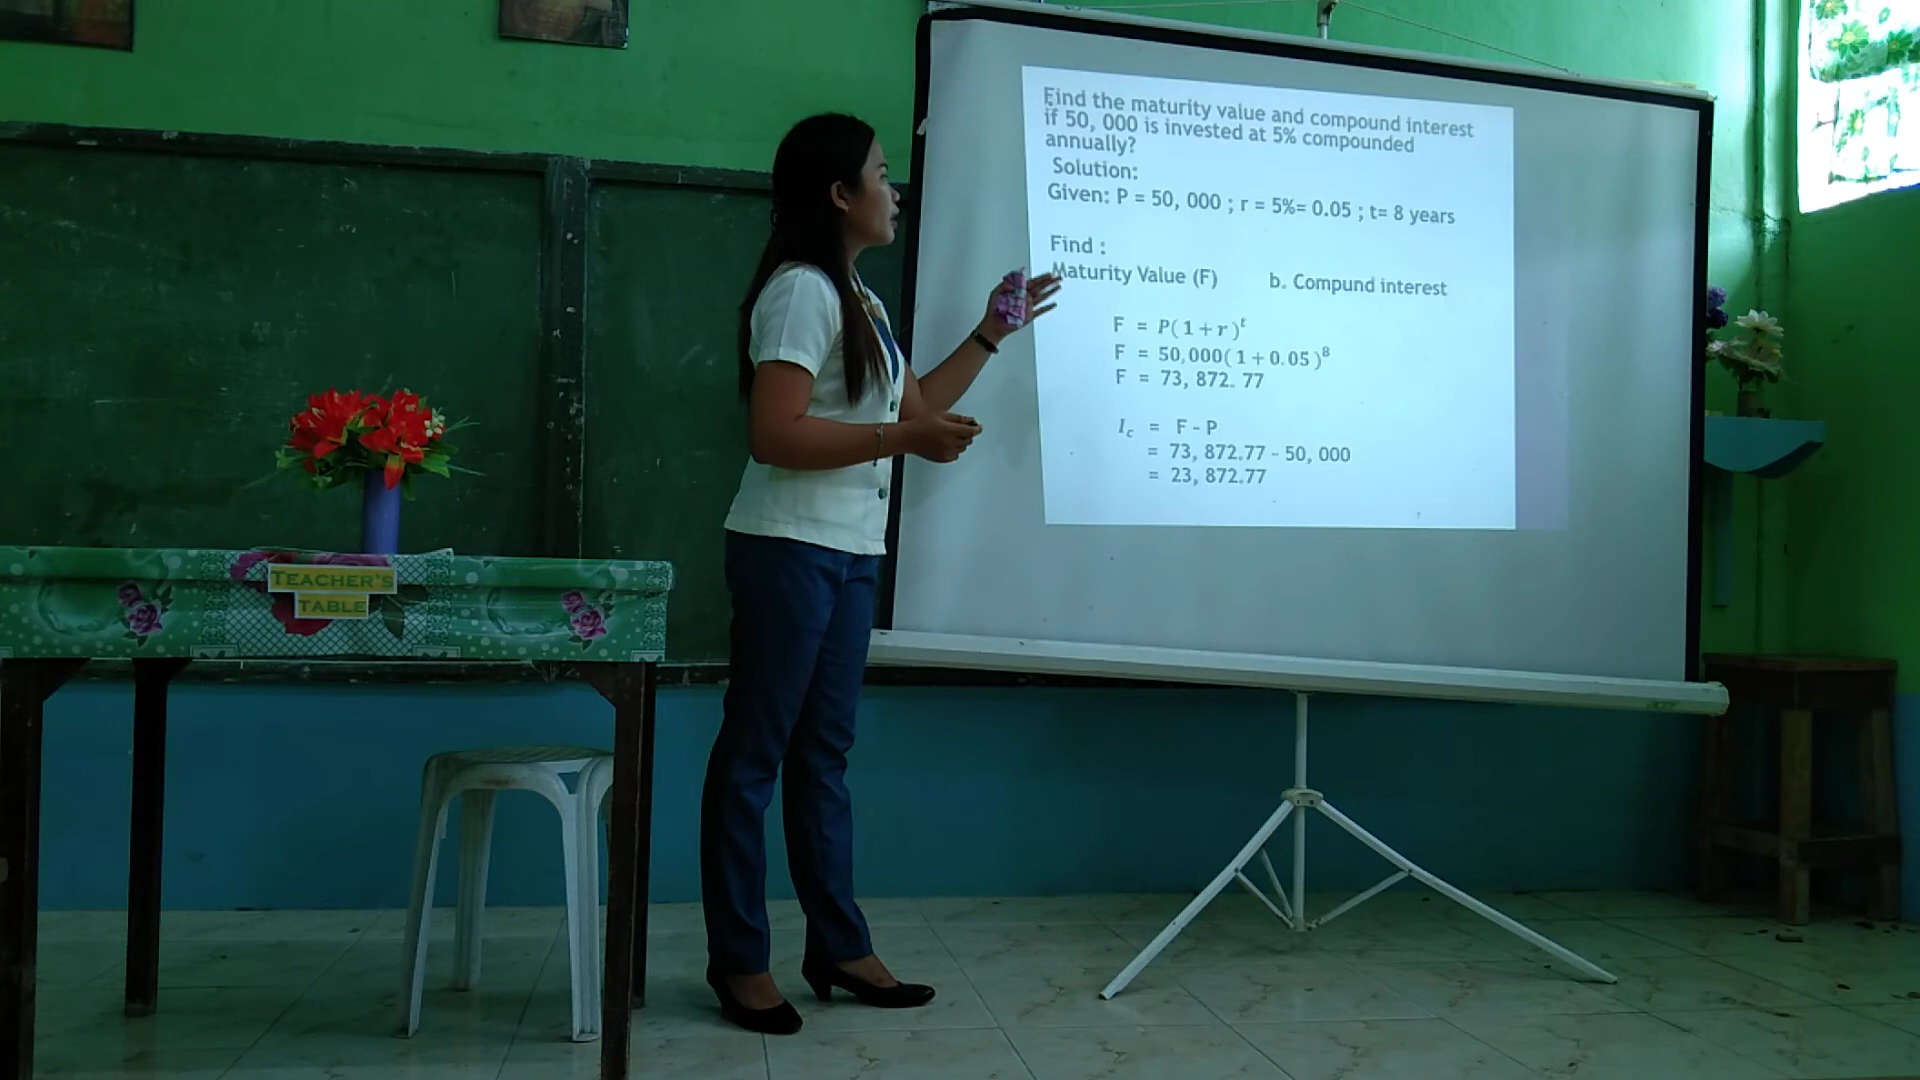 Find the maturity value and compound interest
if 50, 000 is invested at 5% compounded
annually?
Solution:
Given: P = 50, 000 ; r = 5%= 0.05 ; t= 8 years
Find :
Maturity Value (F) b. Compund interest
F = P( 1 + r )^t
F = 50,000( 1 + 0.05 )^8
F = 73, 872. 77
I_c = F - P
= 73, 872.77 - 50, 000
= 23, 872.77
TEACHER'S
TABLE